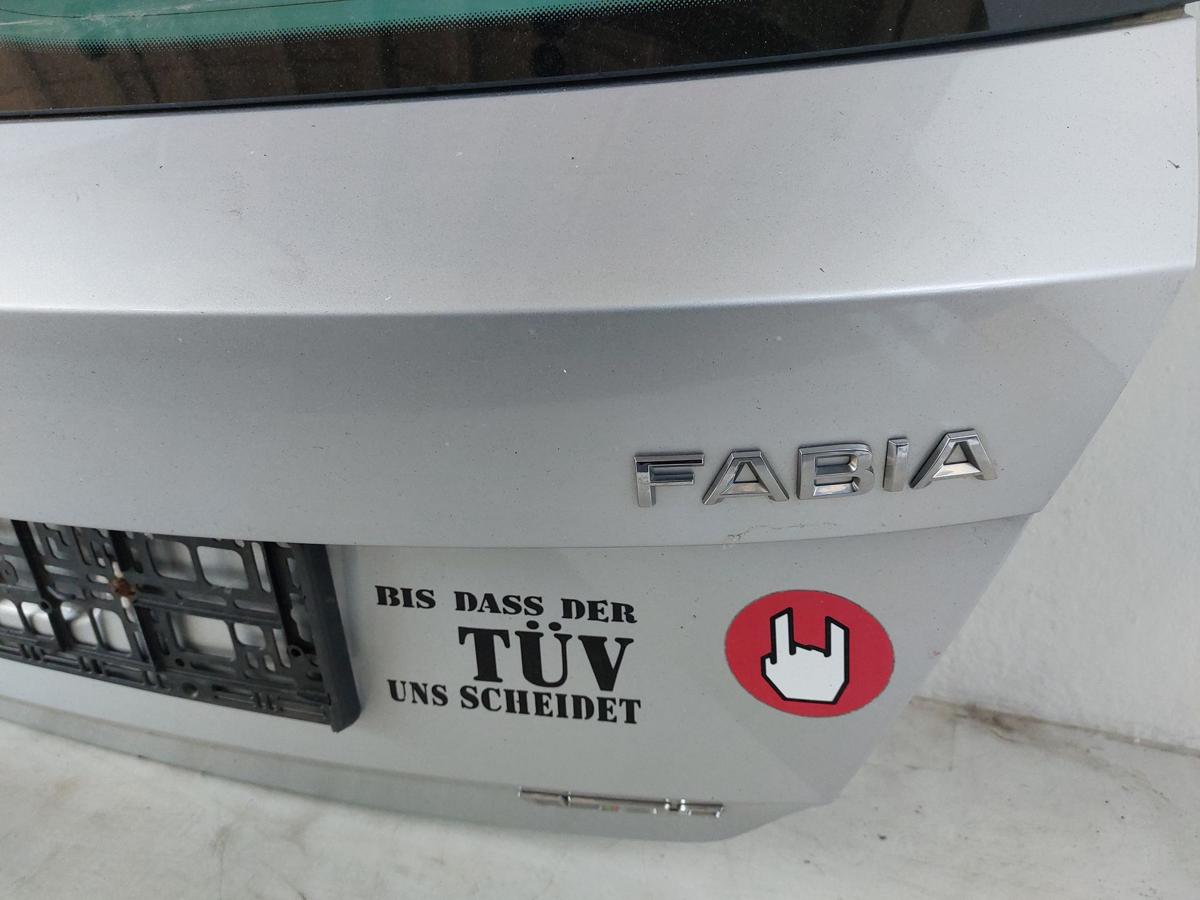 FABIA
BIS DASS DER
TÜV
UNS SCHEIDET